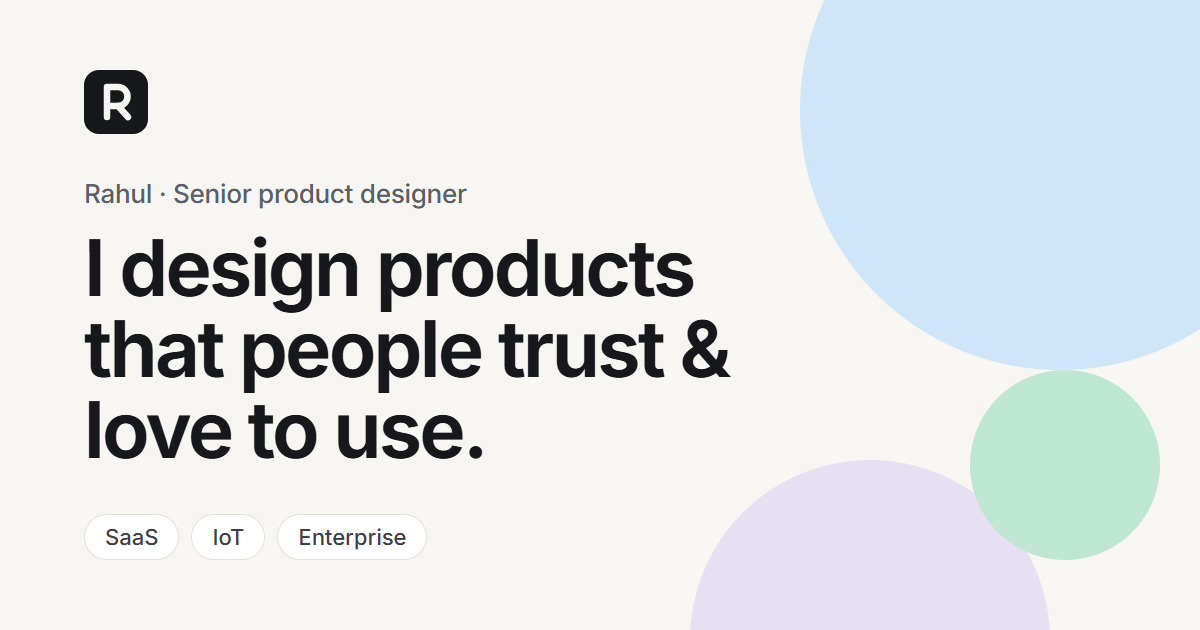 R
Rahul · Senior product designer
I design products
that people trust &
love to use.
SaaS IoT Enterprise